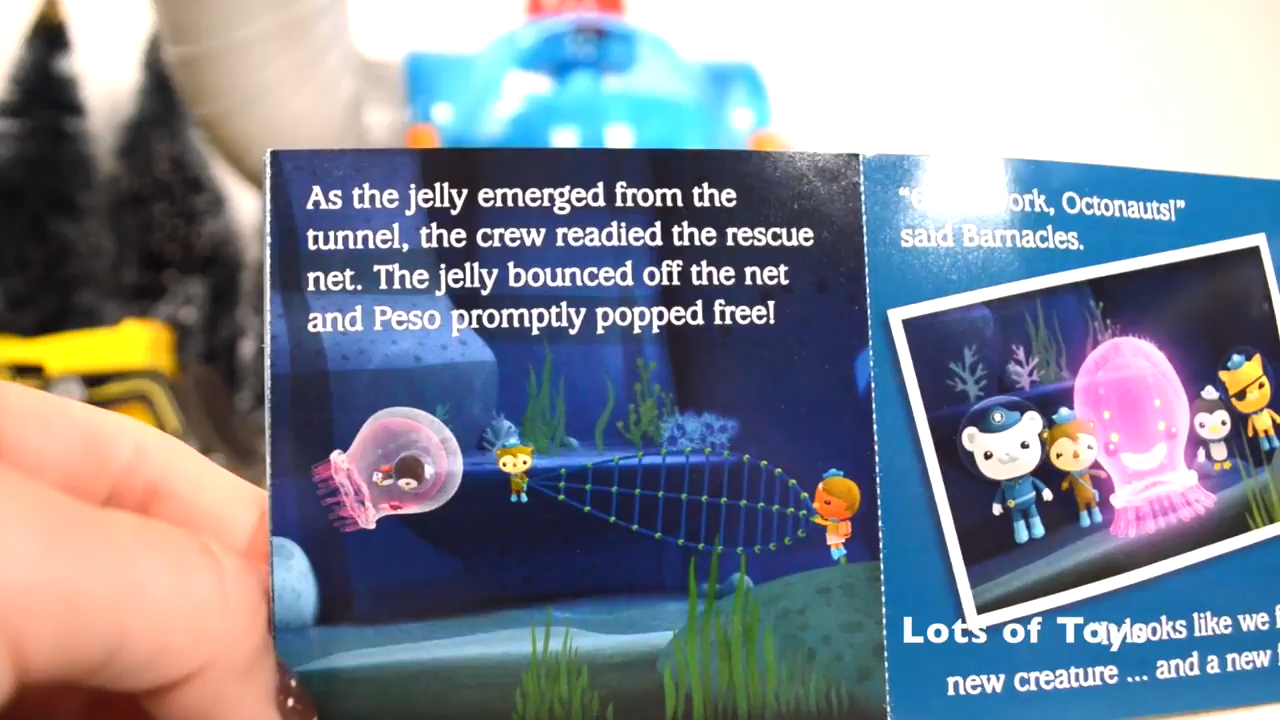 As the jelly emerged from the
tunnel, the crew readied the rescue
net. The jelly bounced off the net
and Peso promptly popped free!
ork, Octonauts!”
said Barnacles.
Lots of Toys
looks like we
new creature ... and a new